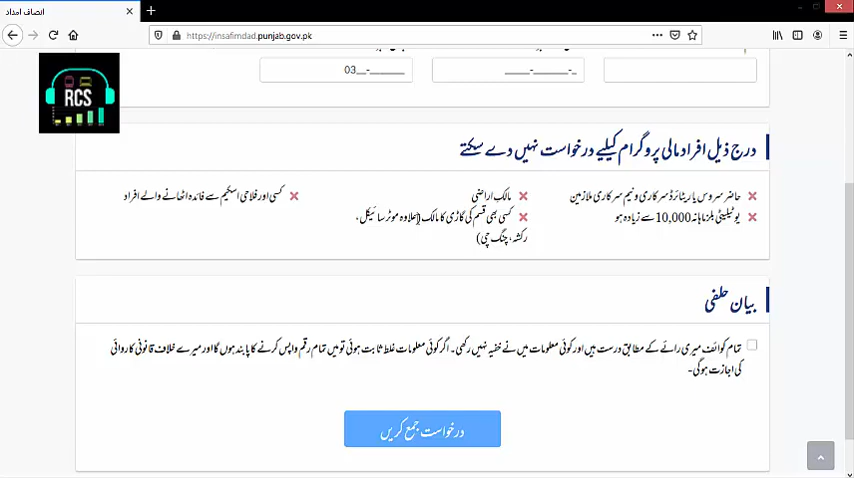 انصاف امداد
https://insafimdad.punjab.gov.pk
RCS
03__-_______
_____-_______-_
درج ذیل افراد مالی پروگرام کیلیے درخواست نہیں دے سکتے
حاضر سروس یا ریٹائرڈ سرکاری و نیم سرکاری ملازمین
یوٹیلیٹی بلز ماہانہ 10,000 سے زیادہ ہو
مالک اراضی
کسی بھی قسم کی گاڑی کا مالک (علاوہ موٹر سائیکل،
رکشہ، چنگ چی)
کسی اور فلاحی اسکیم سے فائدہ اٹھانے والے افراد
بیان حلفی
تمام کوائف میری رائے کے مطابق درست ہیں اور کوئی معلومات میں نے خفیہ نہیں رکھی۔ اگر کوئی معلومات غلط ثابت ہوئی تو میں تمام رقم واپس کرنے کا پابند ہوں گا اور میرے خلاف قانونی کاروائی
کی اجازت ہوگی-
درخواست جمع کریں